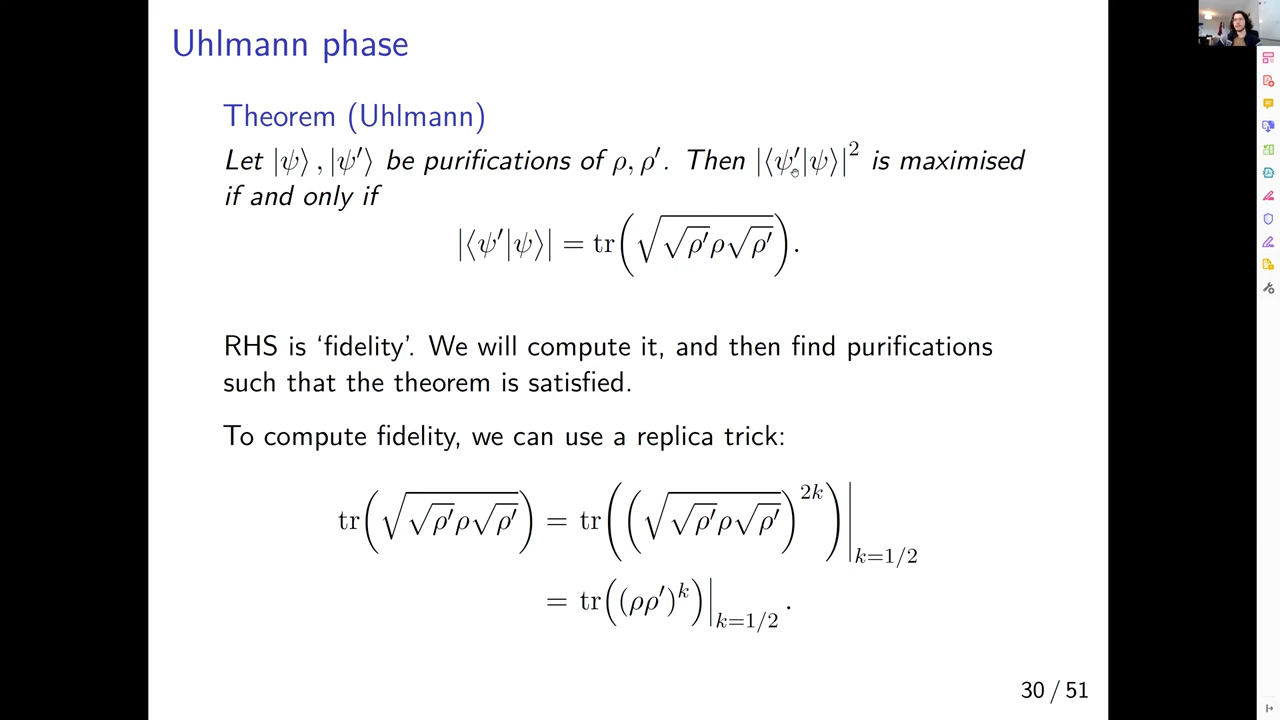 Uhlmann phase
Theorem (Uhlmann)
Let |ψ⟩ , |ψ′⟩ be purifications of ρ, ρ′. Then |⟨ψ′|ψ⟩|² is maximised
if and only if
|⟨ψ′|ψ⟩| = tr(√(√ρ′ρ√ρ′)).
RHS is ‘fidelity’. We will compute it, and then find purifications
such that the theorem is satisfied.
To compute fidelity, we can use a replica trick:
tr(√(√ρ′ρ√ρ′)) = tr((√(√ρ′ρ√ρ′))^{2k})|_{k=1/2}
= tr((ρρ′)^k)|_{k=1/2} .
30 / 51